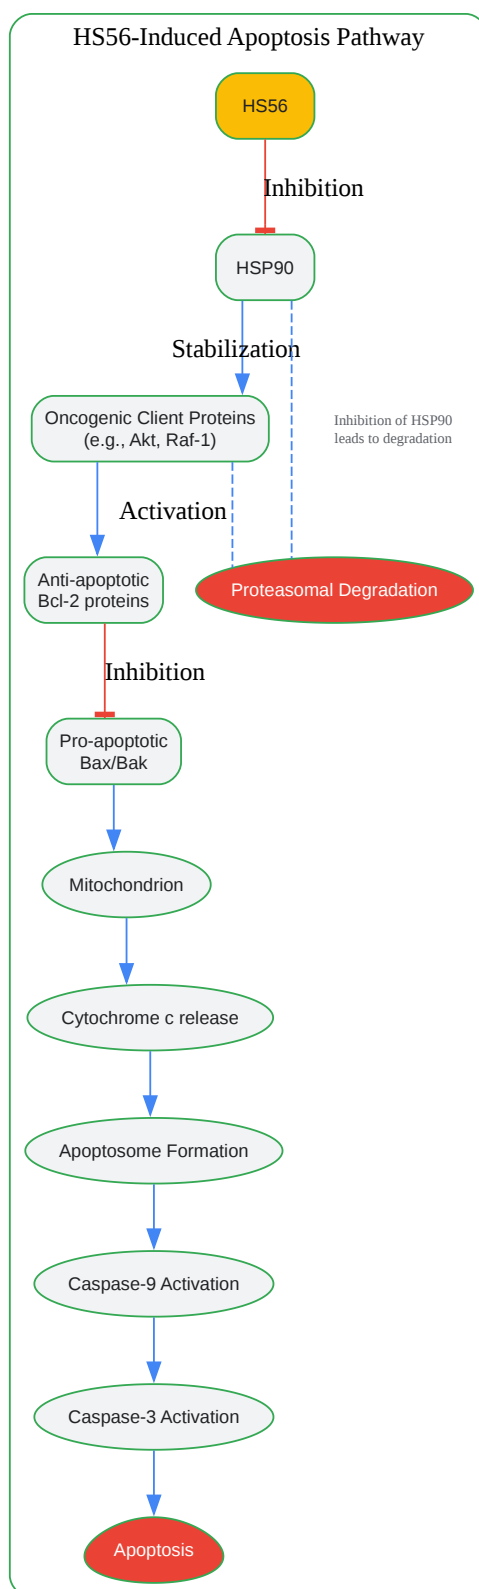 HS56-Induced Apoptosis Pathway
HS56
Inhibition
HSP90
Stabilization
Oncogenic Client Proteins
(e.g., Akt, Raf-1)
Inhibition of HSP90
leads to degradation
Activation
Anti-apoptotic
Bcl-2 proteins
Proteasomal Degradation
Inhibition
Pro-apoptotic
Bax/Bak
Mitochondrion
Cytochrome c release
Apoptosome Formation
Caspase-9 Activation
Caspase-3 Activation
Apoptosis